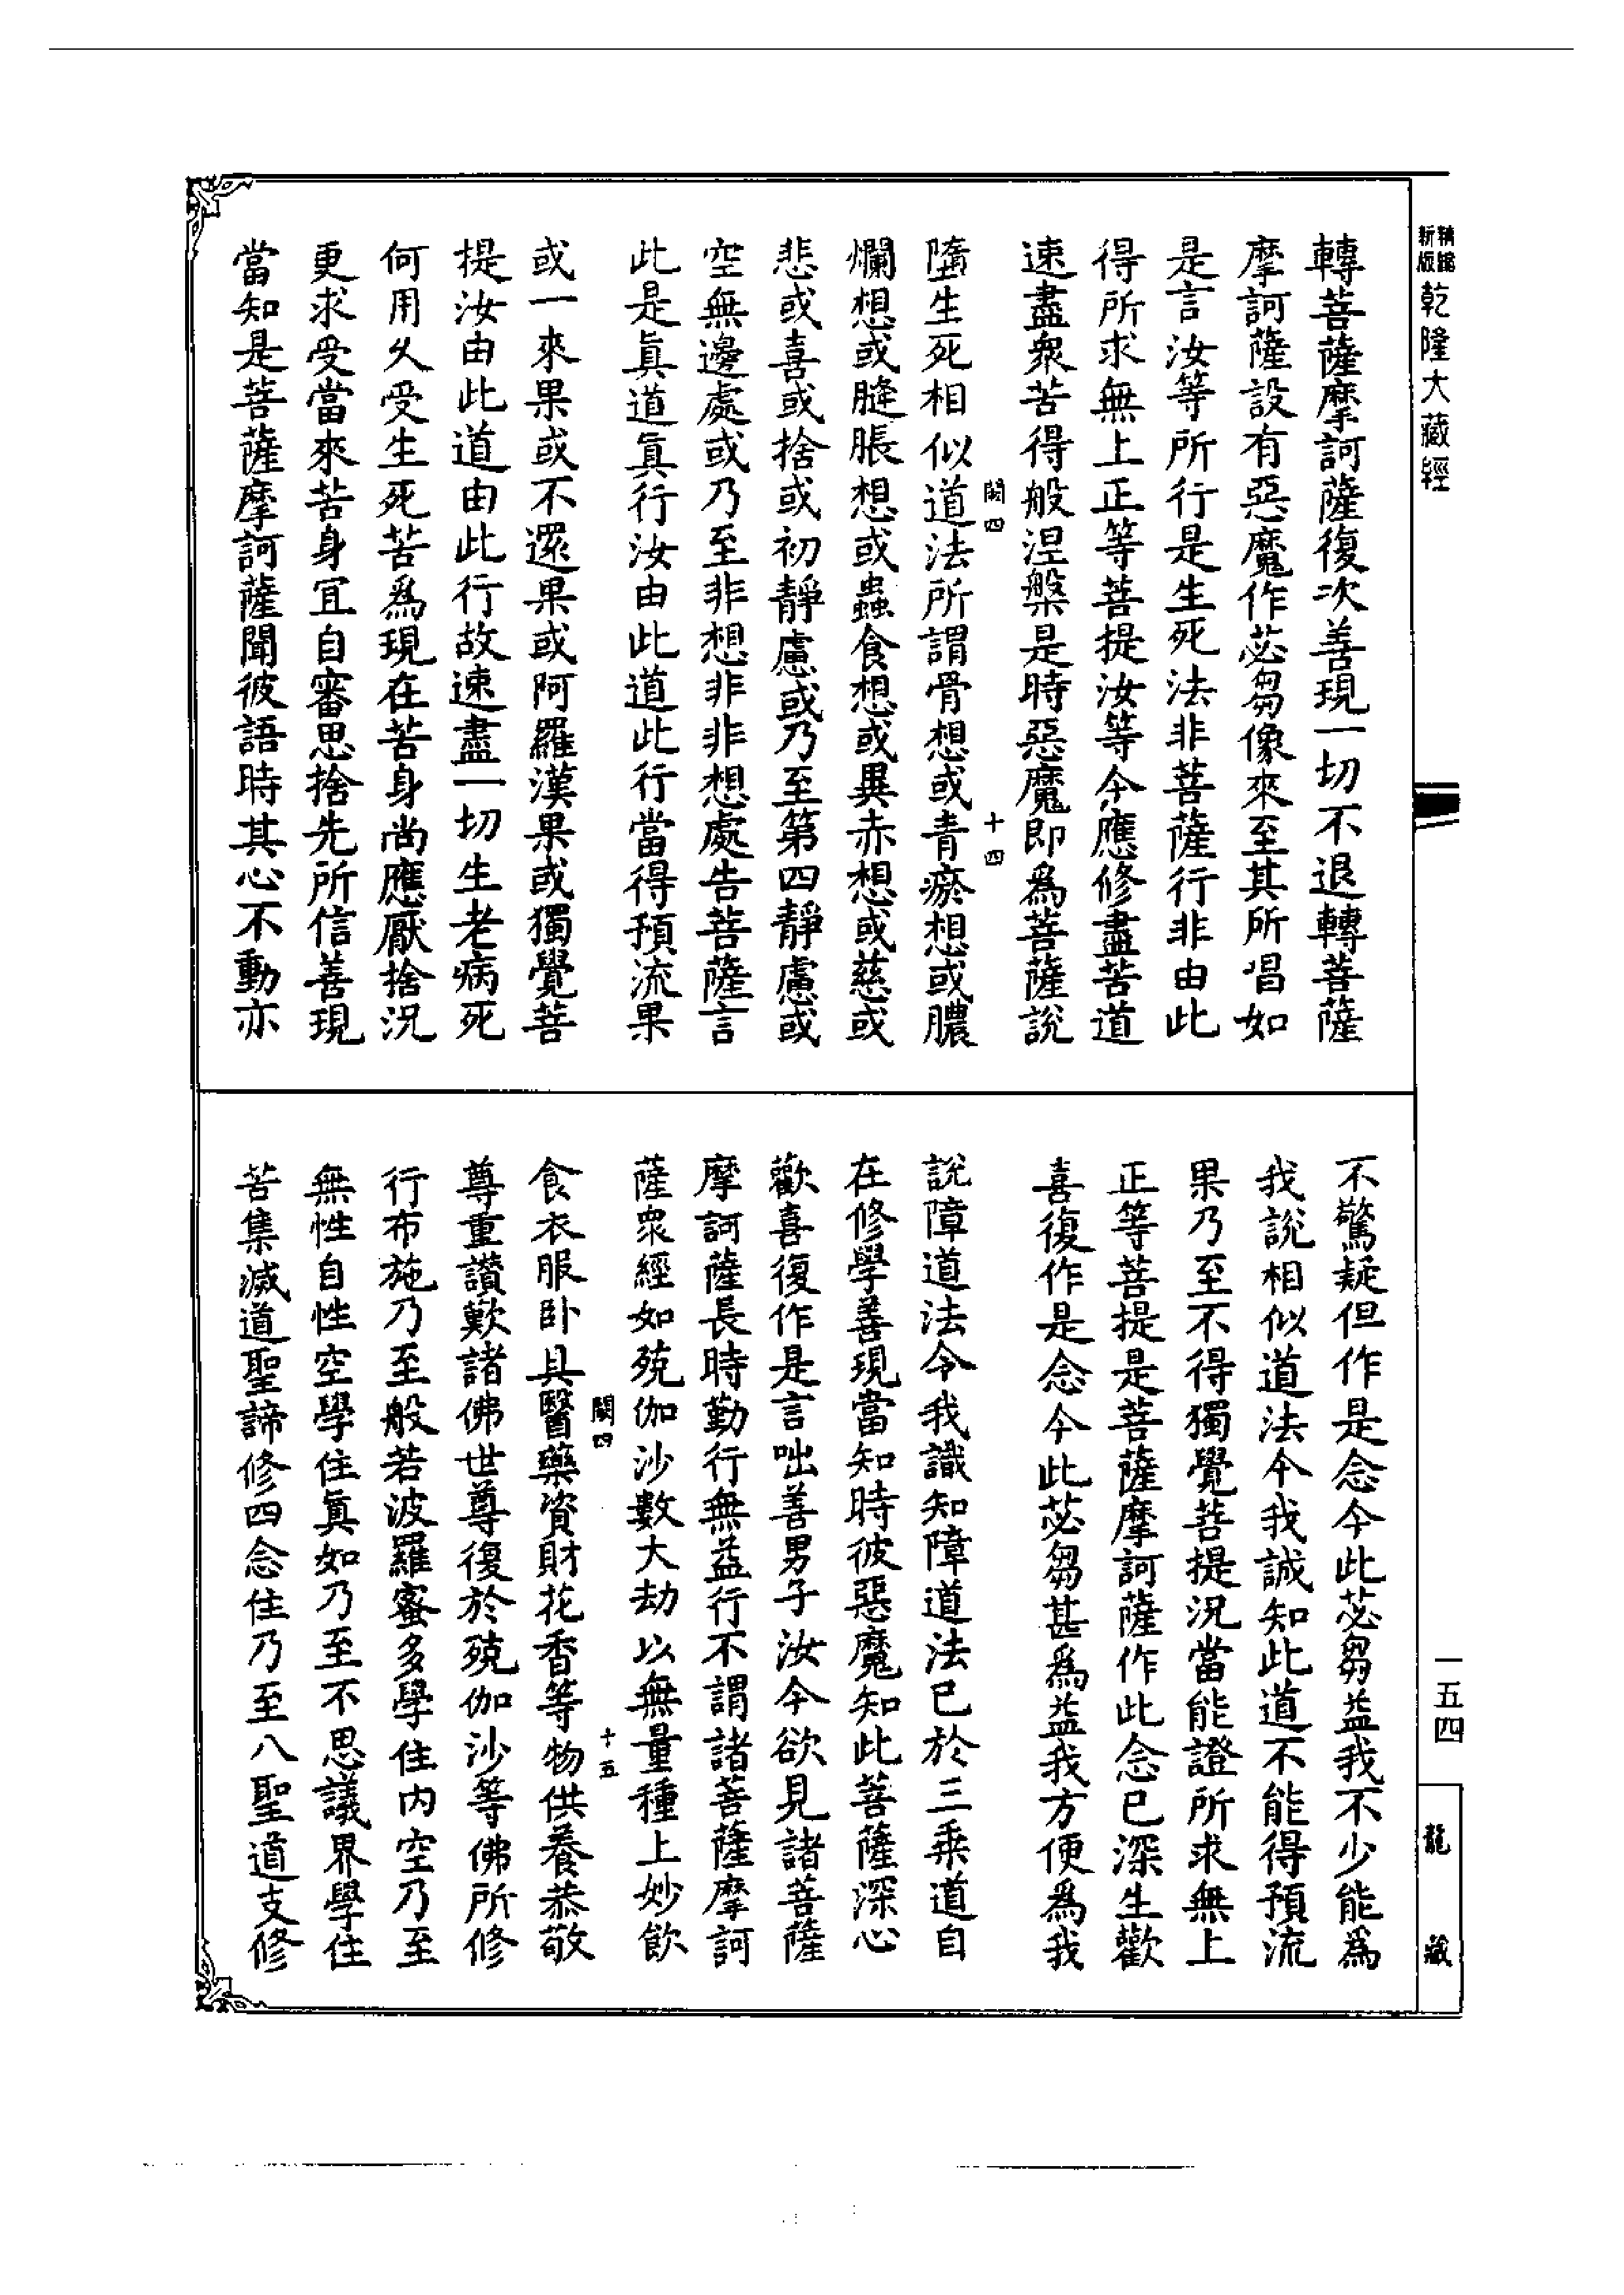 新版精縮乾隆大藏經
轉菩薩摩訶薩復次善現一切不退轉菩薩
摩訶薩設有惡魔作苾芻像來至其所唱如
是言汝等所行是生死法非菩薩行非由此
得所求無上正等菩提汝等今應修盡苦道
速盡衆苦得般涅槃是時惡魔即爲菩薩說
闕四
十四
墮生死相似道法所謂骨想或青瘀想或膿
爛想或膖脹想或蟲食想或異赤想或慈或
悲或喜或捨或初靜慮或乃至第四靜慮或
空無邊處或乃至非想非非想處告菩薩言
此是眞道眞行汝由此道此行當得預流果
或一來果或不還果或阿羅漢果或獨覺菩
提汝由此道由此行故速盡一切生老病死
何用久受生死苦爲現在苦身尚應厭捨況
更求受當來苦身宜自審思捨先所信善現
當知是菩薩摩訶薩聞彼語時其心不動亦
不驚疑但作是念今此苾芻益我不少能爲
我說相似道法令我誠知此道不能得預流
果乃至不得獨覺菩提況當能證所求無上
正等菩提是菩薩摩訶薩作此念已深生歡
喜復作是念今此苾芻甚爲益我方便爲我
說障道法令我識知障道法已於三乘道自
在修學善現當知時彼惡魔知此菩薩深心
歡喜復作是言咄善男子汝今欲見諸菩薩
摩訶薩長時勤行無益行不謂諸菩薩摩訶
薩衆經如殑伽沙數大劫以無量種上妙飲
闕四
十五
食衣服卧具醫藥資財花香等物供養恭敬
尊重讚歎諸佛世尊復於殑伽沙等佛所修
行布施乃至般若波羅蜜多學住内空乃至
無性自性空學住眞如乃至不思議界學住
苦集滅道聖諦修四念住乃至八聖道支修
一五四
龍藏